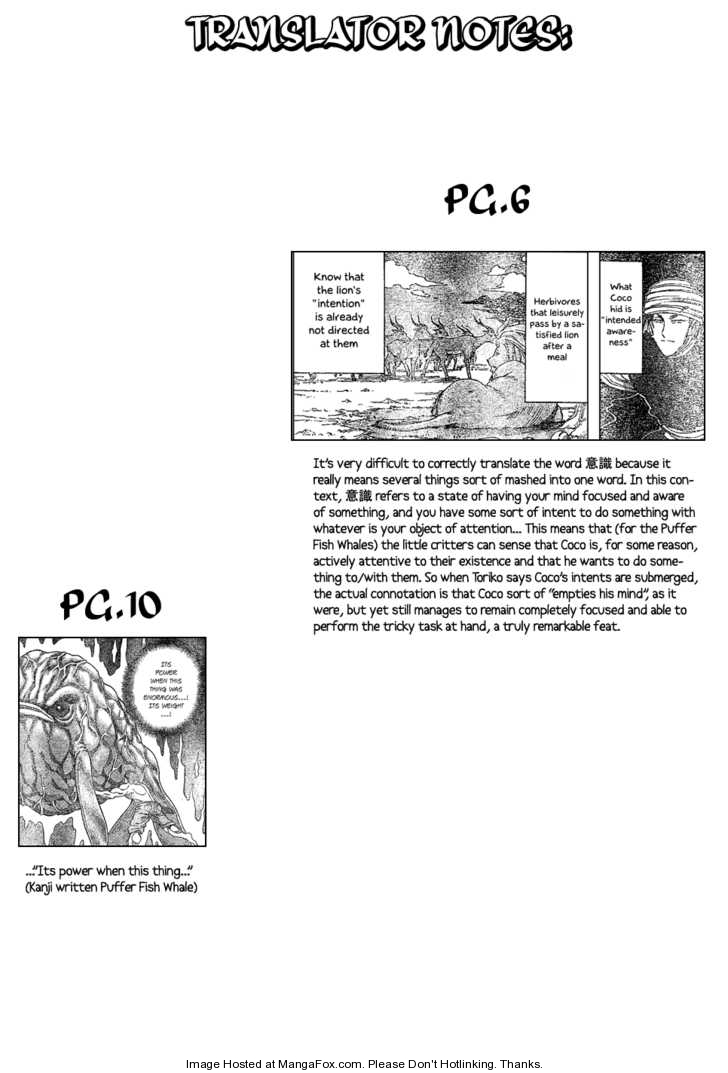 TRANSLATOR NOTES:
PG.6
Know that
the lion's
"intention"
is already
not directed
at them
Herbivores
that leisurely
pass by a sa-
tisfied lion
after a
meal
What
Coco
hid is
"intended
aware-
ness"
It's very difficult to correctly translate the word 意識 because it
really means several things sort of mashed into one word. In this con-
text, 意識 refers to a state of having your mind focused and aware
of something, and you have some sort of intent to do something with
whatever is your object of attention... This means that (for the Puffer
Fish Whales) the little critters can sense that Coco is, for some reason,
actively attentive to their existence and that he wants to do some-
thing to/with them. So when Toriko says Coco's intents are submerged,
the actual connotation is that Coco sort of "empties his mind", as it
were, but yet still manages to remain completely focused and able to
perform the tricky task at hand, a truly remarkable feat.
PG.10
ITS
POWER
WHEN THIS
THING WAS
ENORMOUS...!
ITS WEIGHT
...!
..."Its power when this thing..."
(Kanji written Puffer Fish Whale)
Image Hosted at MangaFox.com. Please Don't Hotlinking. Thanks.